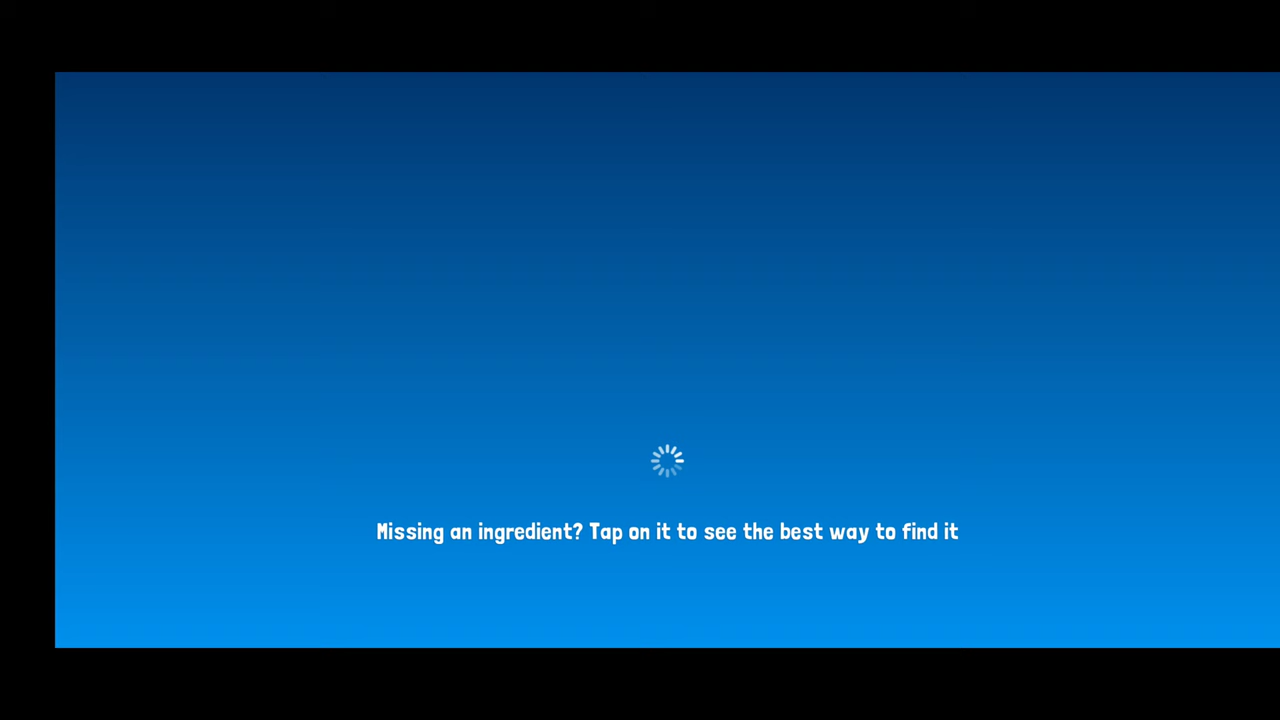 Missing an ingredient? Tap on it to see the best way to find it